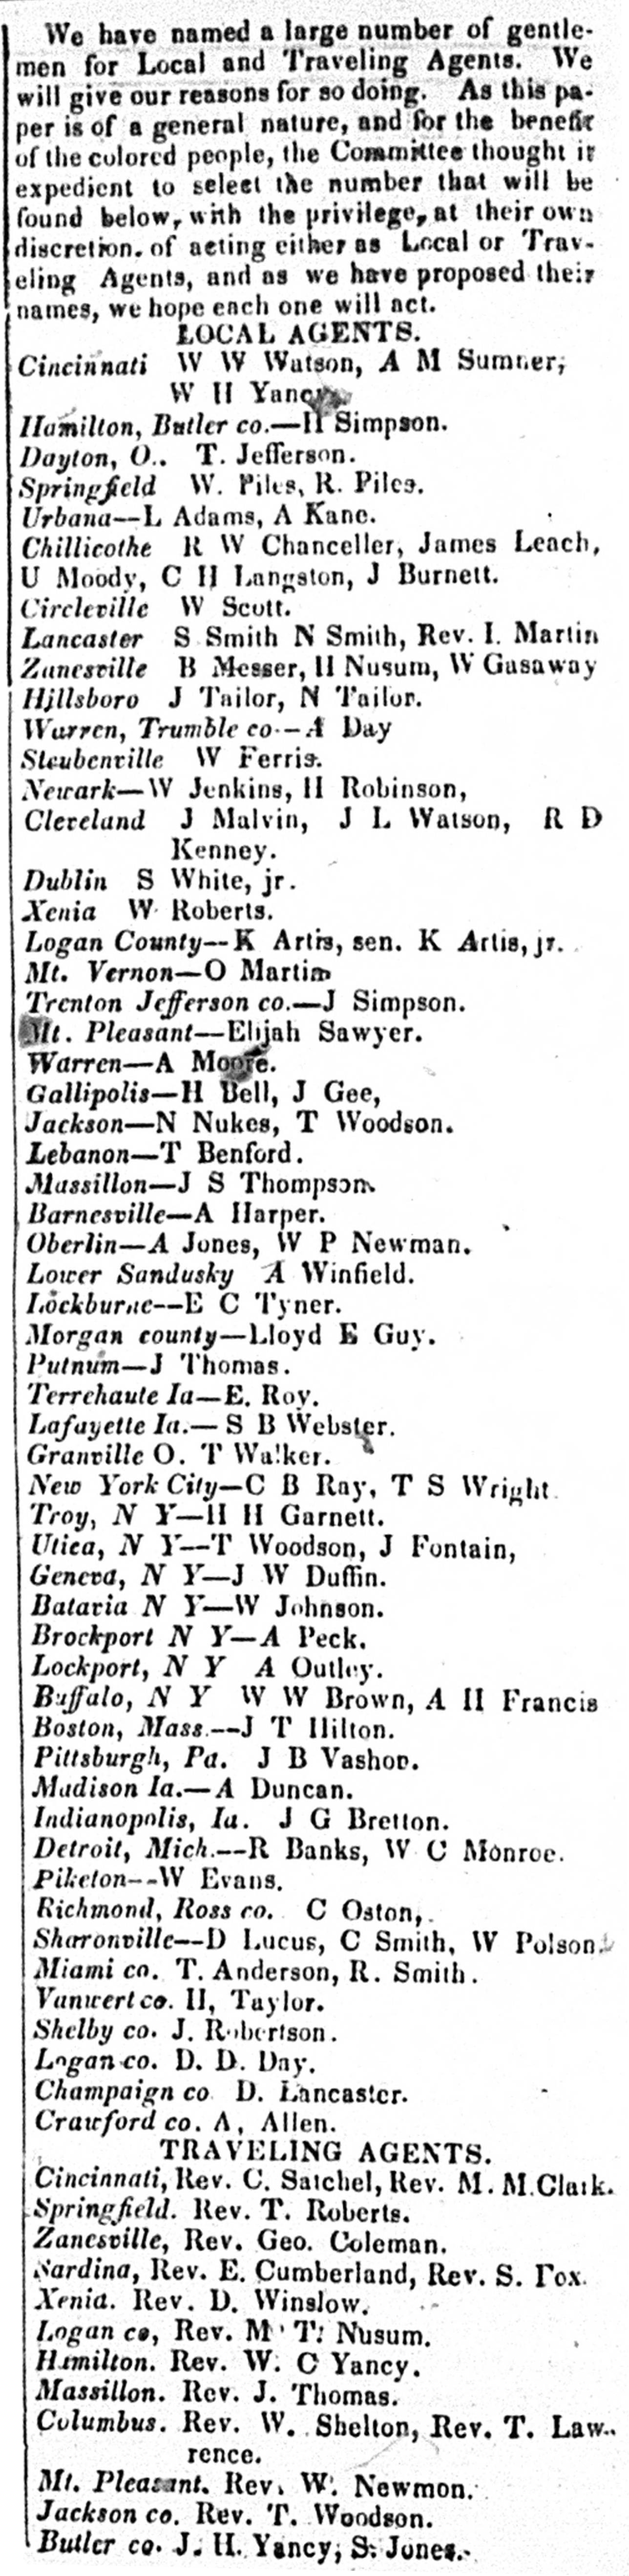 We have named a large number of gentle-
men for Local and Traveling Agents. We
will give our reasons for so doing. As this pa-
per is of a general nature, and for the benefit
of the colored people, the Committee thought it
expedient to select the number that will be
found below, with the privilege, at their own
discretion, of acting either as Local or Trav-
eling Agents, and as we have proposed their
names, we hope each one will act.
LOCAL AGENTS.
Cincinnati W W Watson, A M Sumner,
W H Yancy,
Hamilton, Butler co.—H Simpson.
Dayton, O.. T. Jefferson.
Springfield W. Piles, R. Piles.
Urbana—L Adams, A Kane.
Chillicothe R W Chanceller, James Leach,
U Moody, C H Langston, J Burnett.
Circleville W Scott.
Lancaster S Smith N Smith, Rev. I. Martin
Zanesville B Messer, H Nusum, W Gasaway
Hillsboro J Tailor, N Tailor.
Warren, Trumble co—A Day
Steubenville W Ferris.
Newark—W Jenkins, H Robinson,
Cleveland J Malvin, J L Watson, R D
Kenney.
Dublin S White, jr.
Xenia W Roberts.
Logan County—K Artis, sen. K Artis, jr.
Mt. Vernon—O Martin
Trenton Jefferson co.—J Simpson.
Mt. Pleasant—Elijah Sawyer.
Warren—A Moore.
Gallipolis—H Bell, J Gee,
Jackson—N Nukes, T Woodson.
Lebanon—T Benford.
Massillon—J S Thompson.
Barnesville—A Harper.
Oberlin—A Jones, W P Newman.
Lower Sandusky A Winfield.
Lockburne—E C Tyner.
Morgan county—Lloyd E Guy.
Putnum—J Thomas.
Terrehaute Ia—E. Roy.
Lafayette Ia.— S B Webster.
Granville O. T Walker.
New York City—C B Ray, T S Wright
Troy, N Y—H H Garnett.
Utica, N Y—T Woodson, J Fontain,
Geneva, N Y—J W Duffin.
Batavia N Y—W Johnson.
Brockport N Y—A Peck.
Lockport, N Y A Outley.
Buffalo, N Y W W Brown, A H Francis
Boston, Mass.—J T Hilton.
Pittsburgh, Pa. J B Vashon.
Madison Ia.—A Duncan.
Indianopolis, Ia. J G Bretton.
Detroit, Mich.—R Banks, W C Monroe.
Piketon--W Evans.
Richmond, Ross co. C Oston,
Sharonville—D Lucus, C Smith, W Polson.
Miami co. T. Anderson, R. Smith.
Vanwert co. H, Taylor.
Shelby co. J. Robertson.
Logan co. D. D. Day.
Champaign co D. Lancaster.
Crawford co. A, Allen.
TRAVELING AGENTS.
Cincinnati, Rev. C. Satchel, Rev. M. M. Clark.
Springfield. Rev. T. Roberts.
Zanesville, Rev. Geo. Coleman.
Sardina, Rev. E. Cumberland, Rev. S. Fox.
Xenia. Rev. D. Winslow.
Logan co, Rev. M T. Nusum.
Hamilton. Rev. W. C Yancy.
Massillon. Rev. J. Thomas.
Columbus. Rev. W. Shelton, Rev. T. Law-
rence.
Mt. Pleasant. Rev. W. Newmon.
Jackson co. Rev. T. Woodson.
Butler co. J. H. Yancy, S. Jones.